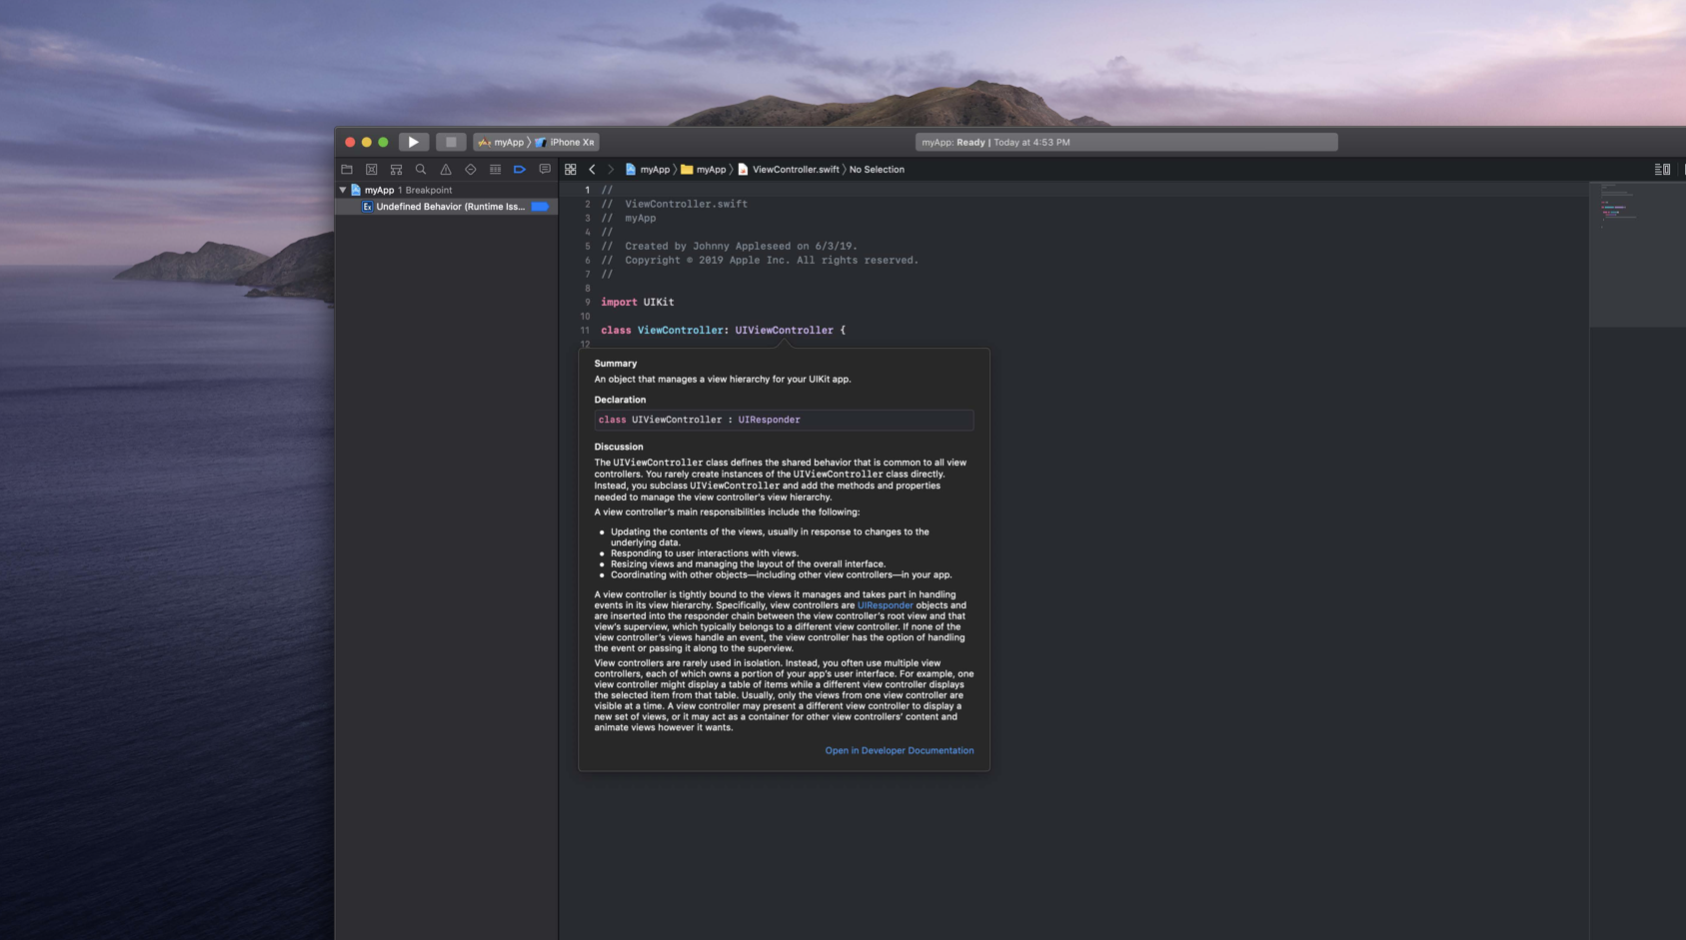 myApp 〉 iPhone XR
myApp: Ready | Today at 4:53 PM
myApp 〉 myApp 〉 ViewController.swift 〉 No Selection
myApp 1 Breakpoint
Ex Undefined Behavior (Runtime Iss...
1 //
2 //  ViewController.swift
3 //  myApp
4 //
5 //  Created by Johnny Appleseed on 6/3/19.
6 //  Copyright © 2019 Apple Inc. All rights reserved.
7 //
8
9 import UIKit
10
11 class ViewController: UIViewController {
12
Summary
An object that manages a view hierarchy for your UIKit app.
Declaration
class UIViewController : UIResponder
Discussion
The UIViewController class defines the shared behavior that is common to all view
controllers. You rarely create instances of the UIViewController class directly.
Instead, you subclass UIViewController and add the methods and properties
needed to manage the view controller's view hierarchy.
A view controller's main responsibilities include the following:
• Updating the contents of the views, usually in response to changes to the
underlying data.
• Responding to user interactions with views.
• Resizing views and managing the layout of the overall interface.
• Coordinating with other objects—including other view controllers—in your app.
A view controller is tightly bound to the views it manages and takes part in handling
events in its view hierarchy. Specifically, view controllers are UIResponder objects and
are inserted into the responder chain between the view controller's root view and that
view's superview, which typically belongs to a different view controller. If none of the
view controller's views handle an event, the view controller has the option of handling
the event or passing it along to the superview.
View controllers are rarely used in isolation. Instead, you often use multiple view
controllers, each of which owns a portion of your app's user interface. For example, one
view controller might display a table of items while a different view controller displays
the selected item from that table. Usually, only the views from one view controller are
visible at a time. A view controller may present a different view controller to display a
new set of views, or it may act as a container for other view controllers' content and
animate views however it wants.
Open in Developer Documentation